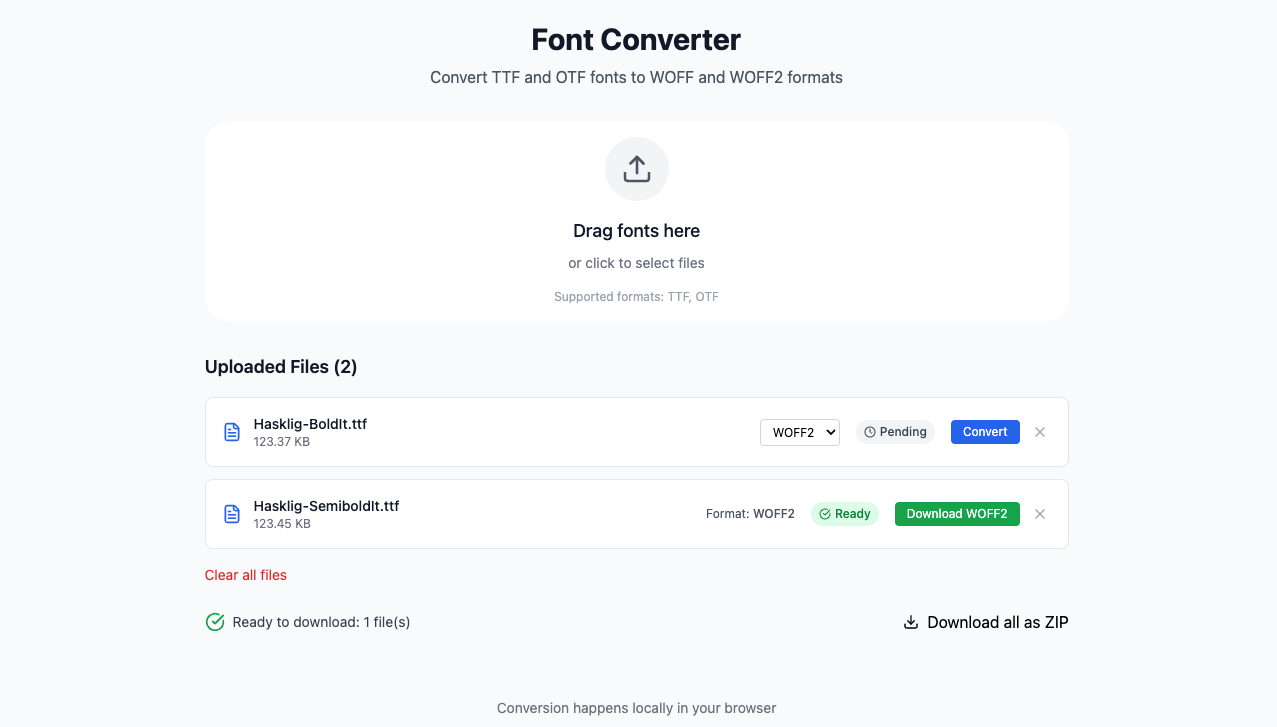 Font Converter
Convert TTF and OTF fonts to WOFF and WOFF2 formats
Drag fonts here
or click to select files
Supported formats: TTF, OTF
Uploaded Files (2)
Hasklig-BoldIt.ttf
123.37 KB
WOFF2
Pending
Convert
Hasklig-SemiboldIt.ttf
123.45 KB
Format: WOFF2
Ready
Download WOFF2
Clear all files
Ready to download: 1 file(s)
Download all as ZIP
Conversion happens locally in your browser